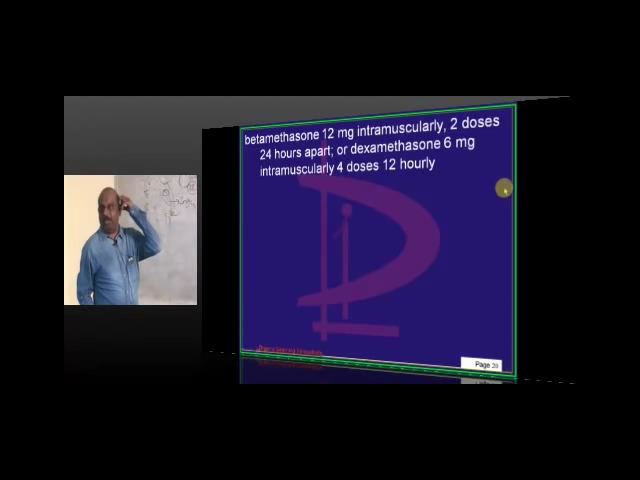 betamethasone 12 mg intramuscularly, 2 doses
24 hours apart; or dexamethasone 6 mg
intramuscularly 4 doses 12 hourly
Page 20